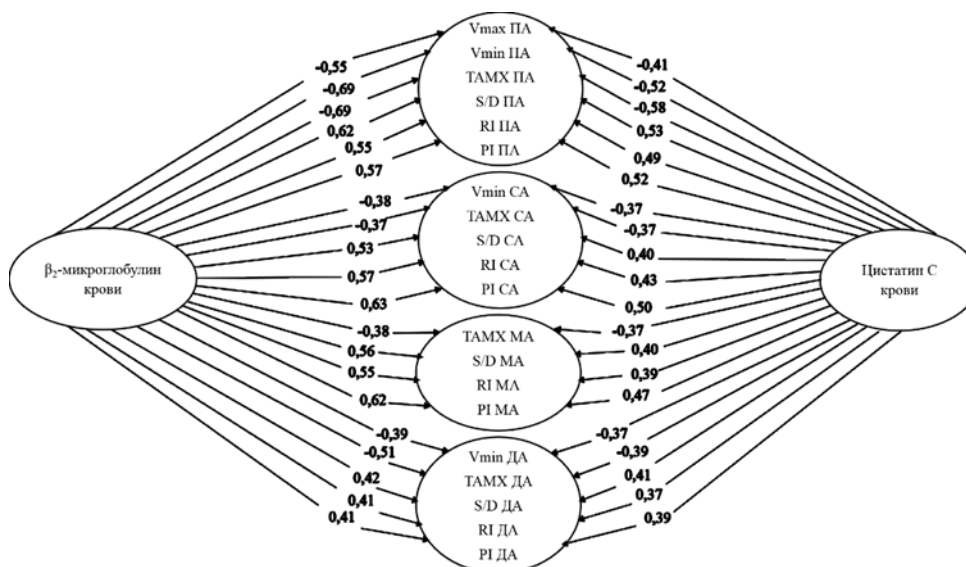 Vmax ПА
Vmin ПА
TAMX ПА
S/D ПА
RI ПА
PI ПА
-0,55
-0,69
-0,69
0,62
0,55
0,57
-0,41
-0,52
-0,58
0,53
0,49
0,52
Vmin СА
TAMX СА
S/D СА
RI СА
PI СА
-0,38
-0,37
0,53
0,57
0,63
-0,37
-0,37
0,40
0,43
0,50
β₂-микроглобулин
крови
Цистатин С
крови
TAMX МА
S/D МА
RI МА
PI МА
-0,38
0,56
0,55
0,62
-0,37
0,40
0,39
0,47
Vmin ДА
TAMX ДА
S/D ДА
RI ДА
PI ДА
-0,39
-0,51
0,42
0,41
0,41
-0,37
-0,39
0,41
0,37
0,39